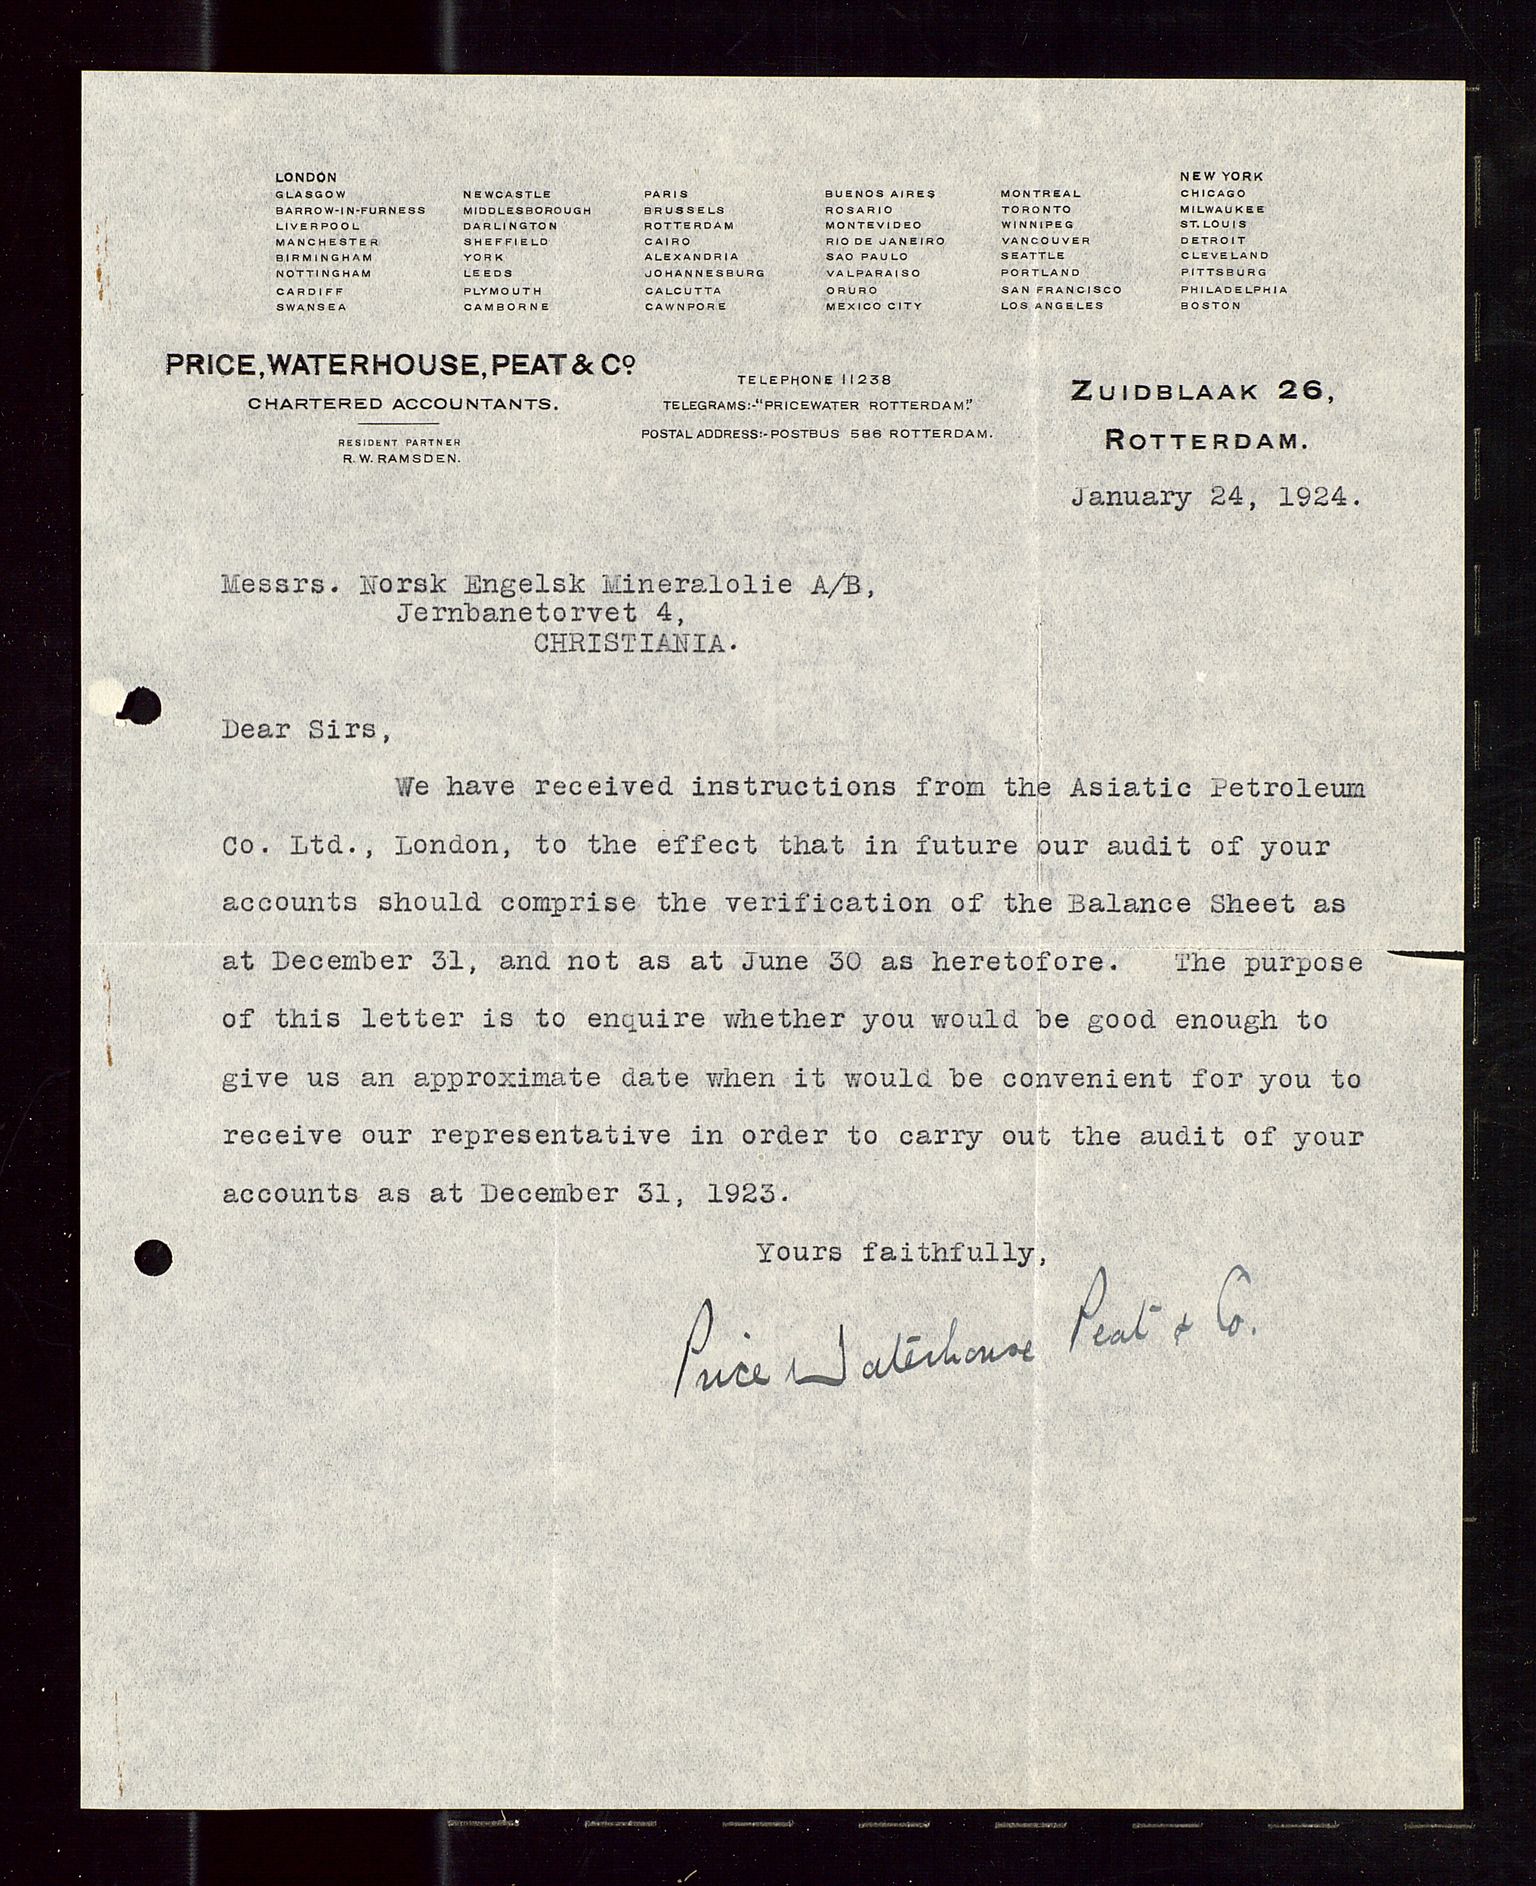 LONDON
GLASGOW
BARROW-IN-FURNESS
LIVERPOOL
MANCHESTER
BIRMINGHAM
NOTTINGHAM
CARDIFF
SWANSEA
NEWCASTLE
MIDDLESBOROUGH
DARLINGTON
SHEFFIELD
YORK
LEEDS
PLYMOUTH
CAMBORNE
PARIS
BRUSSELS
ROTTERDAM
CAIRO
ALEXANDRIA
JOHANNESBURG
CALCUTTA
CAWNPORE
BUENOS AIRES
ROSARIO
MONTEVIDEO
RIO DE JANEIRO
SAO PAULO
VALPARAISO
ORURO
MEXICO CITY
MONTREAL
TORONTO
WINNIPEG
VANCOUVER
SEATTLE
PORTLAND
SAN FRANCISCO
LOS ANGELES
NEW YORK
CHICAGO
MILWAUKEE
ST. LOUIS
DETROIT
CLEVELAND
PITTSBURG
PHILADELPHIA
BOSTON
PRICE, WATERHOUSE, PEAT & Co.
CHARTERED ACCOUNTANTS.
RESIDENT PARTNER
R. W. RAMSDEN.
TELEPHONE 11238
TELEGRAMS:-"PRICEWATER ROTTERDAM."
POSTAL ADDRESS:-POSTBUS 586 ROTTERDAM.
ZUIDBLAAK 26,
ROTTERDAM.
January 24, 1924.
Messrs. Norsk Engelsk Mineralolie A/B,
Jernbanetorvet 4,
CHRISTIANIA.
Dear Sirs,
We have received instructions from the Asiatic Petroleum
Co. Ltd., London, to the effect that in future our audit of your
accounts should comprise the verification of the Balance Sheet as
at December 31, and not as at June 30 as heretofore. The purpose
of this letter is to enquire whether you would be good enough to
give us an approximate date when it would be convenient for you to
receive our representative in order to carry out the audit of your
accounts as at December 31, 1923.
Yours faithfully,
Price Waterhouse Peat & Co.